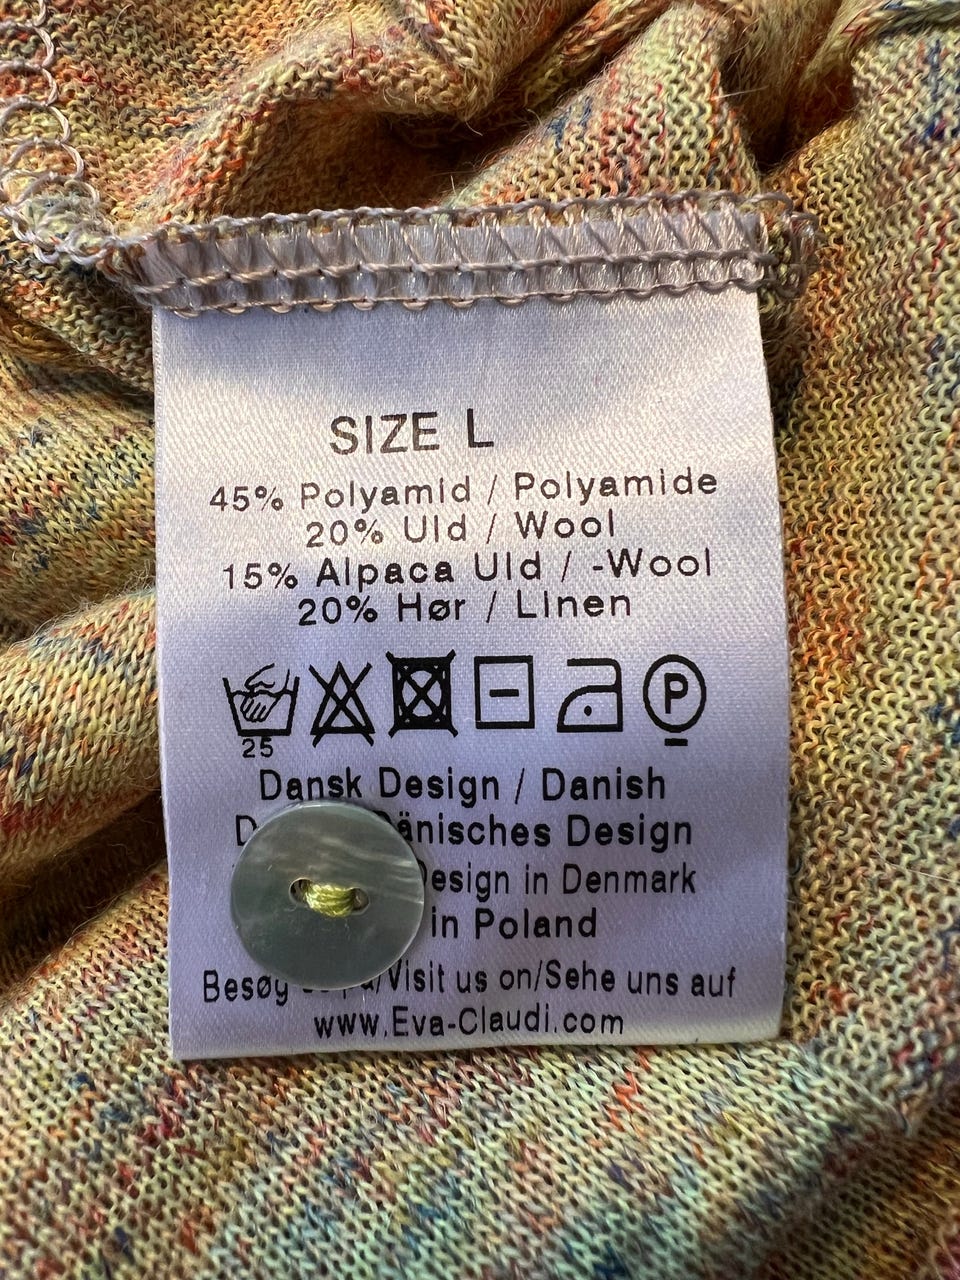 SIZE L
45% Polyamid / Polyamide
20% Uld / Wool
15% Alpaca Uld / -Wool
20% Hør / Linen
P
25
Dansk Design / Danish
Dänisches Design
Design in Denmark
in Poland
Besøg /Visit us on/Sehe uns auf
www.Eva-Claudi.com